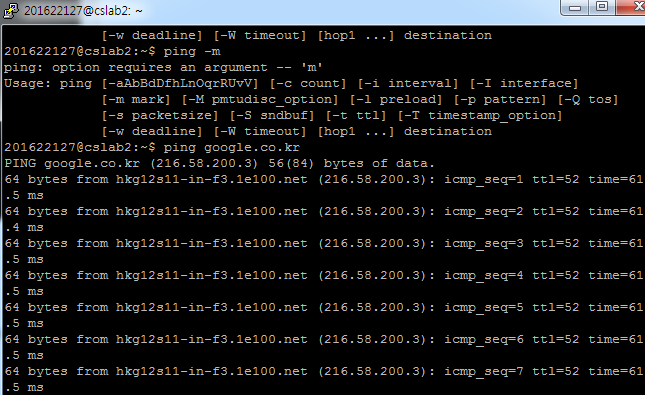 201622127@cslab2: ~
[-w deadline] [-W timeout] [hop1 ...] destination
201622127@cslab2:~$ ping -m
ping: option requires an argument -- 'm'
Usage: ping [-aAbBdDfhLnOqrRUvV] [-c count] [-i interval] [-I interface]
[-m mark] [-M pmtudisc_option] [-l preload] [-p pattern] [-Q tos]
[-s packetsize] [-S sndbuf] [-t ttl] [-T timestamp_option]
[-w deadline] [-W timeout] [hop1 ...] destination
201622127@cslab2:~$ ping google.co.kr
PING google.co.kr (216.58.200.3) 56(84) bytes of data.
64 bytes from hkg12s11-in-f3.1e100.net (216.58.200.3): icmp_seq=1 ttl=52 time=61
.5 ms
64 bytes from hkg12s11-in-f3.1e100.net (216.58.200.3): icmp_seq=2 ttl=52 time=61
.4 ms
64 bytes from hkg12s11-in-f3.1e100.net (216.58.200.3): icmp_seq=3 ttl=52 time=61
.5 ms
64 bytes from hkg12s11-in-f3.1e100.net (216.58.200.3): icmp_seq=4 ttl=52 time=61
.5 ms
64 bytes from hkg12s11-in-f3.1e100.net (216.58.200.3): icmp_seq=5 ttl=52 time=61
.5 ms
64 bytes from hkg12s11-in-f3.1e100.net (216.58.200.3): icmp_seq=6 ttl=52 time=61
.5 ms
64 bytes from hkg12s11-in-f3.1e100.net (216.58.200.3): icmp_seq=7 ttl=52 time=61
.5 ms